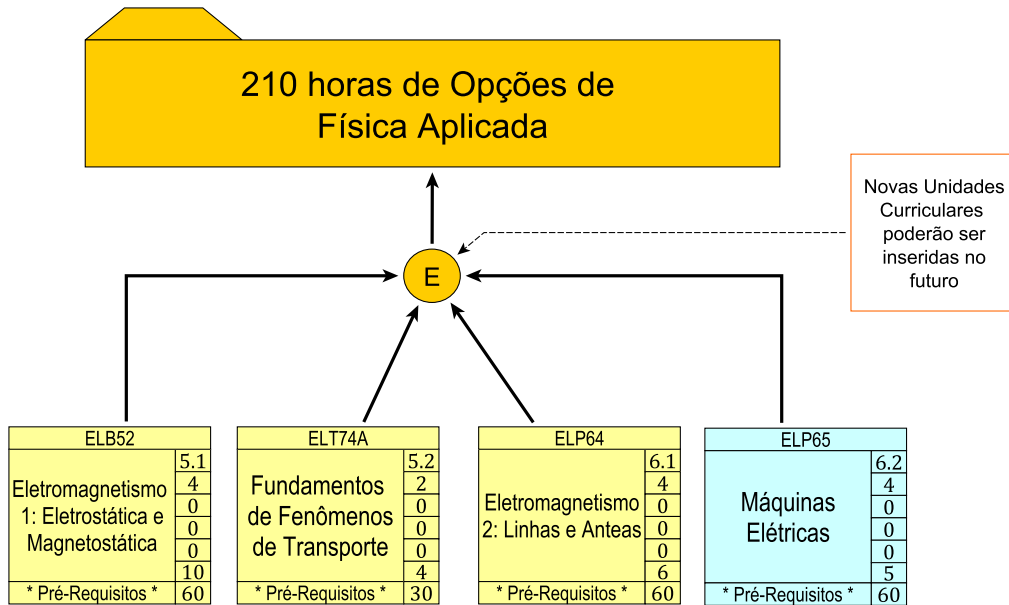 210 horas de Opções de
Física Aplicada
Novas Unidades
Curriculares
poderão ser
inseridas no
futuro
E
ELB52
Eletromagnetismo
1: Eletrostática e
Magnetostática
5.1
4
0
0
0
10
* Pré-Requisitos * 60
ELT74A
Fundamentos
de Fenômenos
de Transporte
5.2
2
0
0
0
4
* Pré-Requisitos * 30
ELP64
Eletromagnetismo
2: Linhas e Anteas
6.1
4
0
0
0
6
* Pré-Requisitos * 60
ELP65
Máquinas
Elétricas
6.2
4
0
0
0
5
* Pré-Requisitos * 60